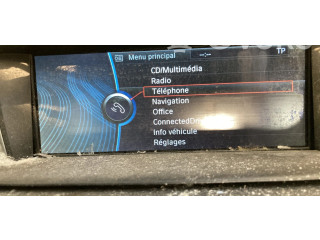 Menu principal
--:-- TP
CD/Multimédia
Radio
Téléphone
Navigation
Office
Info véhicule
Réglages